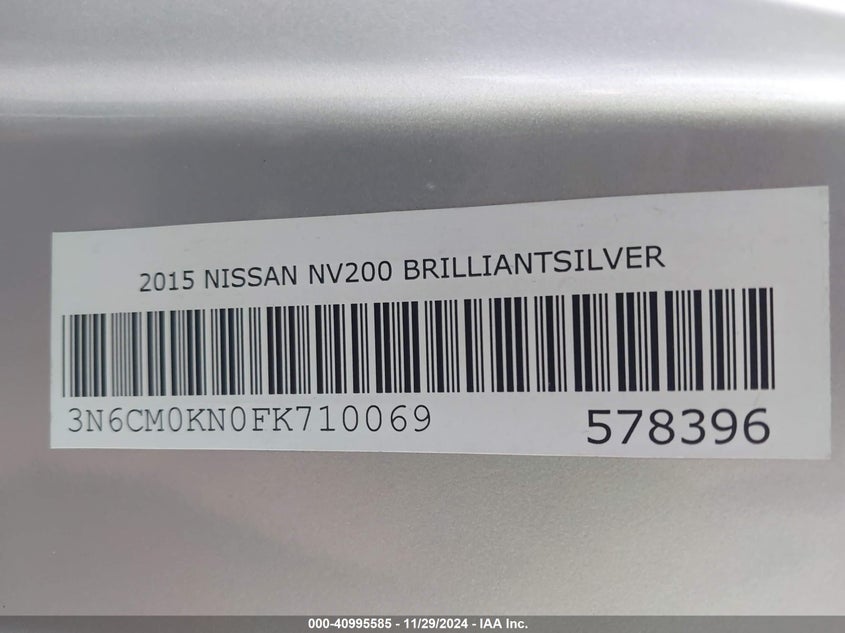 2015 NISSAN NV200 BRILLIANTSILVER
3N6CM0KN0FK710069
578396
000-40995585 - 11/29/2024 - IAA Inc.